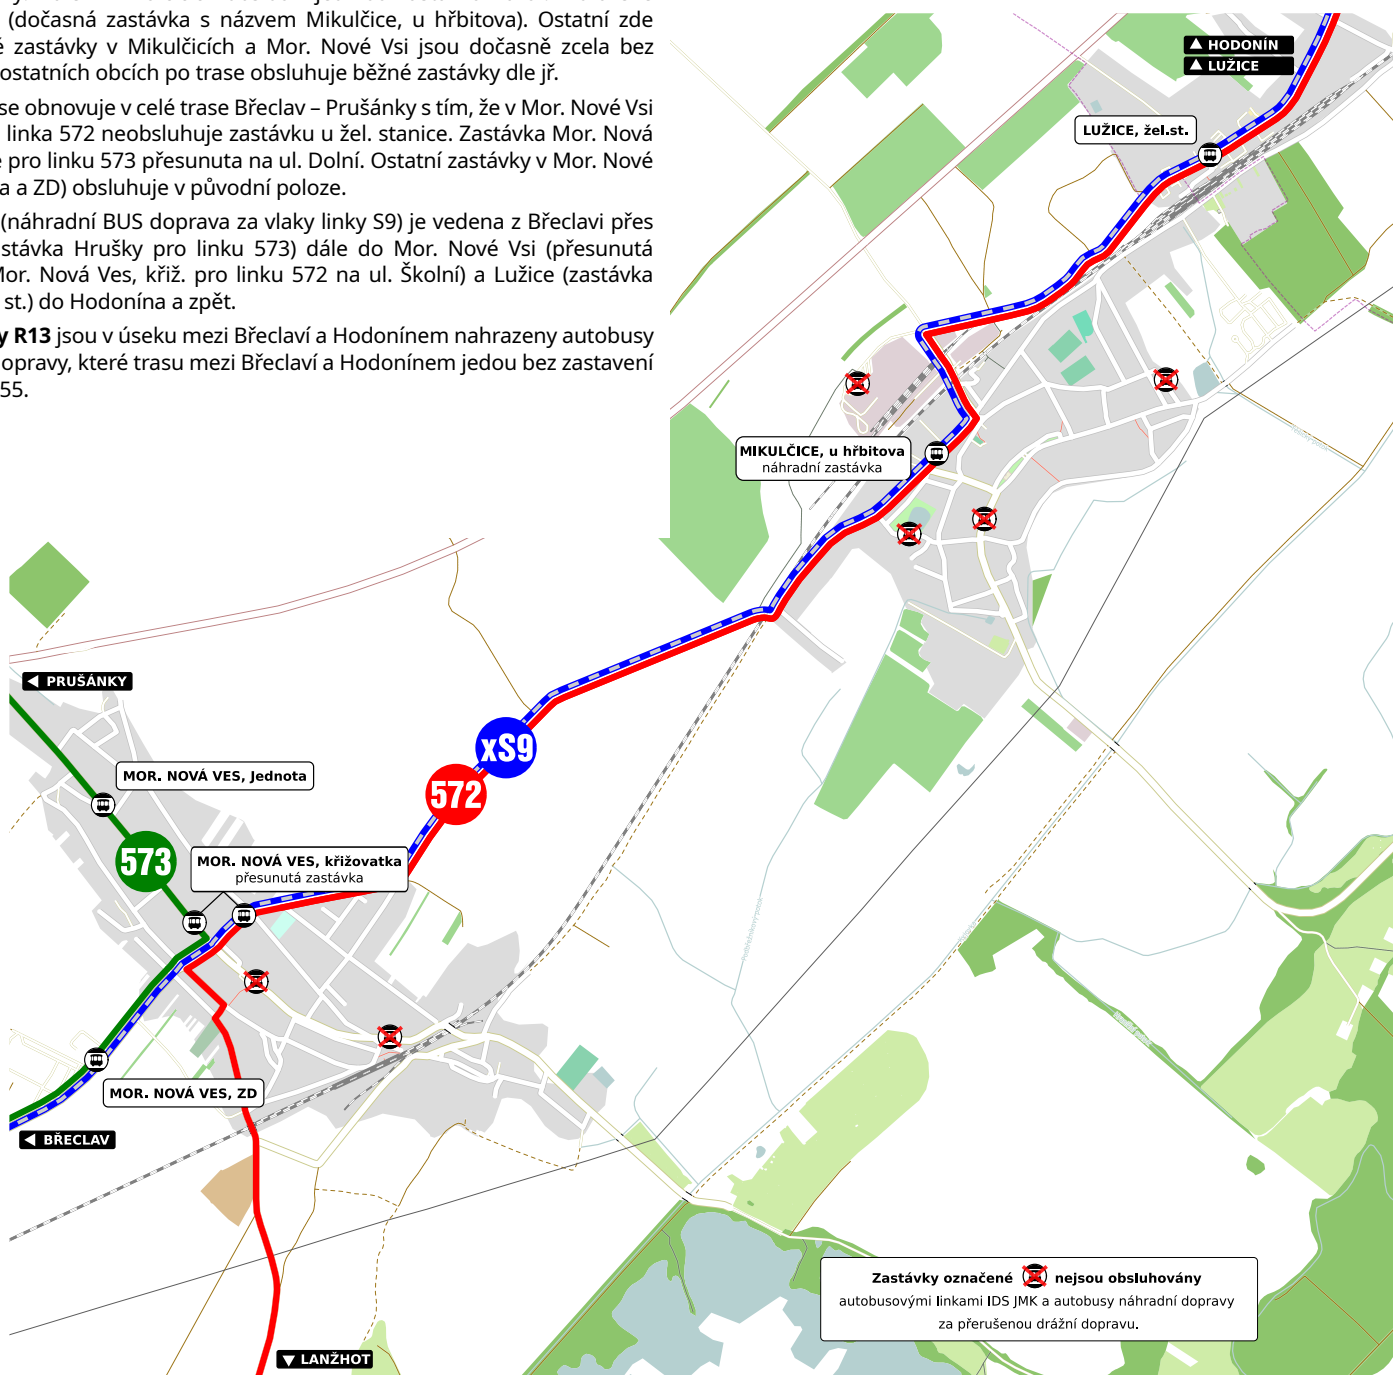 (dočasná zastávka s názvem Mikulčice, u hřbitova). Ostatní zde
zastávky v Mikulčicích a Mor. Nové Vsi jsou dočasně zcela bez
ostatních obcích po trase obsluhuje běžné zastávky dle jř.
se obnovuje v celé trase Břeclav – Prušánky s tím, že v Mor. Nové Vsi
linka 572 neobsluhuje zastávku u žel. stanice. Zastávka Mor. Nová
pro linku 573 přesunuta na ul. Dolní. Ostatní zastávky v Mor. Nové
a ZD) obsluhuje v původní poloze.
(náhradní BUS doprava za vlaky linky S9) je vedena z Břeclavi přes
stávka Hrušky pro linku 573) dále do Mor. Nové Vsi (přesunutá
Mor. Nová Ves, křiž. pro linku 572 na ul. Školní) a Lužice (zastávka
st.) do Hodonína a zpět.
y R13 jsou v úseku mezi Břeclaví a Hodonínem nahrazeny autobusy
opravy, které trasu mezi Břeclaví a Hodonínem jedou bez zastavení
55.
▲ HODONÍN
▲ LUŽICE
LUŽICE, žel.st.
MIKULČICE, u hřbitova
náhradní zastávka
◀ PRUŠÁNKY
xS9
MOR. NOVÁ VES, Jednota
572
573
MOR. NOVÁ VES, křižovatka
přesunutá zastávka
MOR. NOVÁ VES, ZD
◀ BŘECLAV
Zastávky označené nejsou obsluhovány
autobusovými linkami IDS JMK a autobusy náhradní dopravy
za přerušenou drážní dopravu.
▼ LANŽHOT